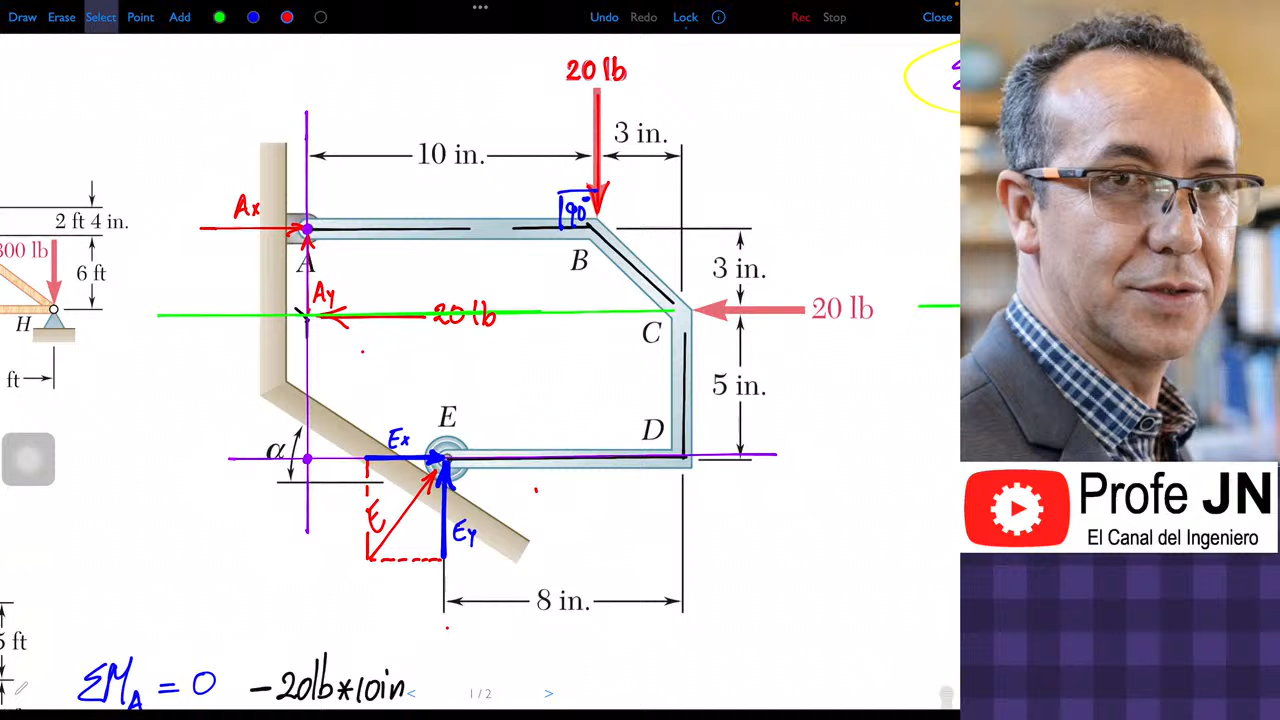 Draw Erase Select Point Add Undo Redo Lock Rec Stop Close
20 lb
3 in.
10 in.
Ax
2 ft 4 in.
90°
300 lb
6 ft
A
B
3 in.
Ay
20 lb
20 lb
H
C
ft
5 in.
E
D
Ex
α
E
Ey
8 in.
5 ft
ΣM_A = 0 -20lb*10in
< 1/2 >
Profe JN
El Canal del Ingeniero